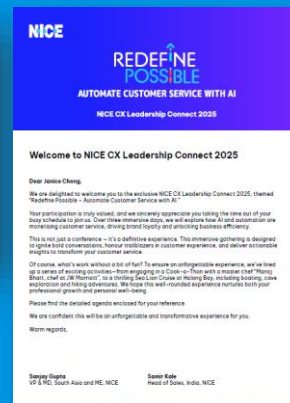 NICE
REDEFINE
POSSIBLE
AUTOMATE CUSTOMER SERVICE WITH AI
NICE CX Leadership Connect 2025
Welcome to NICE CX Leadership Connect 2025
Dear Janice Chong,
We are delighted to welcome you to the exclusive NICE CX Leadership Connect 2025, themed
"Redefine Possible – Automate Customer Service with AI."
Your participation is truly valued, and we sincerely appreciate you taking the time out of your
busy schedule to join us. Over three immersive days, we will explore how AI and automation are
monetising customer service, driving brand loyalty and unlocking business efficiency.
This is not just a conference – it's a definitive experience. This immersive gathering is designed
to ignite bold conversations, honour trailblazers in customer experience, and deliver actionable
insights to transform your customer service.
Of course, what's work without a bit of fun? To ensure an unforgettable experience, we've lined
up a series of exciting activities—from engaging in a Cook-a-Thon with a master chef "Manoj
Bhatt, chef at JW Marriott", to a thrilling Sea Lion Cruise at Halong Bay, including boating, cave
exploration and hiking adventures. We hope this well-rounded experience nurtures both your
professional growth and personal well-being.
Please find the detailed agenda enclosed for your reference.
We are confident this will be an unforgettable and transformative experience for you.
Warm regards,
Sanjay Gupta
VP & MD, South Asia and ME, NICE
Samir Kale
Head of Sales, India, NICE